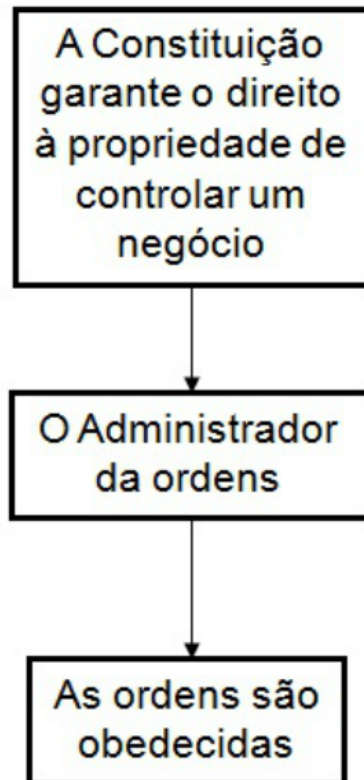 A Constituição
garante o direito
à propriedade de
controlar um
negócio
O Administrador
da ordens
As ordens são
obedecidas